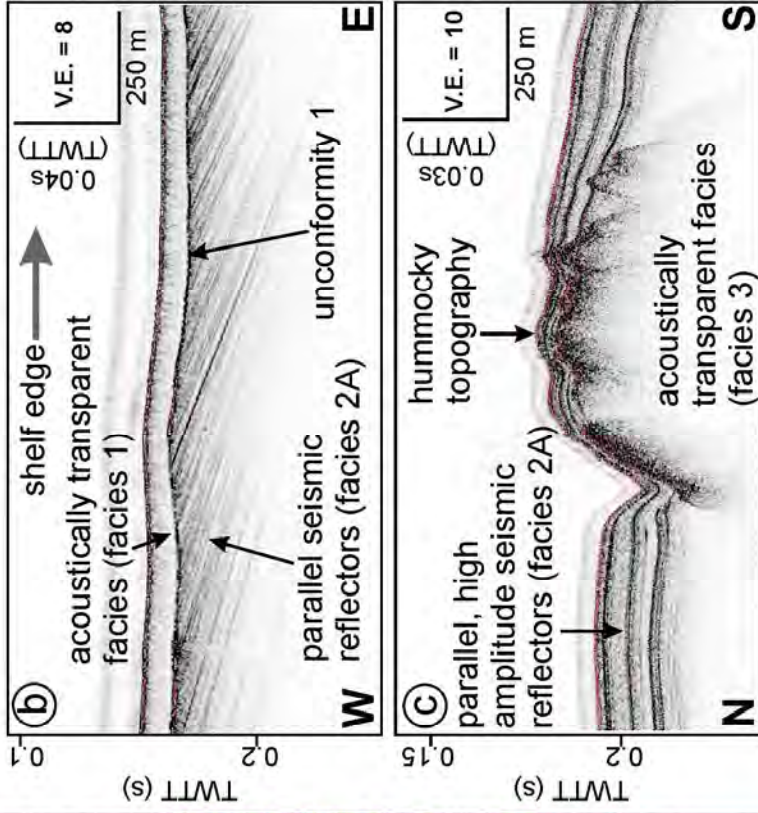 b
shelf edge
acoustically transparent
facies (facies 1)
0.04s
(TWTT)
V.E. = 8
250 m
unconformity 1
parallel seismic
reflectors (facies 2A)
W
E
0.1
0.2
TWTT (s)
c
parallel, high
amplitude seismic
reflectors (facies 2A)
hummocky
topography
0.03s
(TWTT)
V.E. = 10
250 m
acoustically
transparent facies
(facies 3)
N
S
0.15
0.2
TWTT (s)